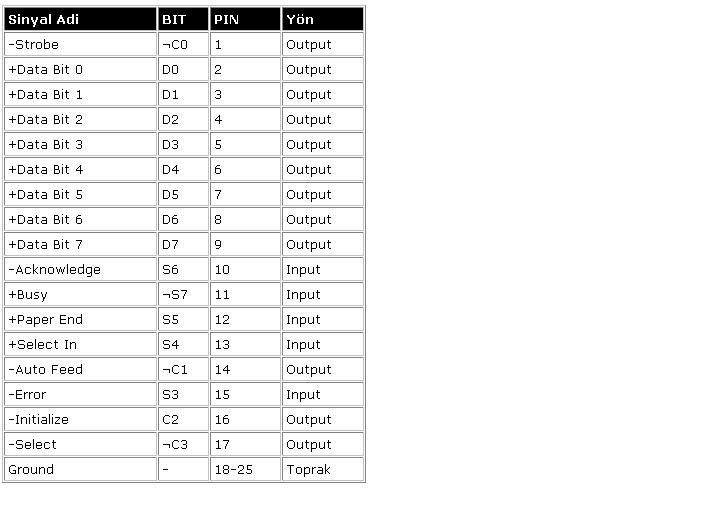 Sinyal Adi BIT PIN Yön
-Strobe ¬C0 1 Output
+Data Bit 0 D0 2 Output
+Data Bit 1 D1 3 Output
+Data Bit 2 D2 4 Output
+Data Bit 3 D3 5 Output
+Data Bit 4 D4 6 Output
+Data Bit 5 D5 7 Output
+Data Bit 6 D6 8 Output
+Data Bit 7 D7 9 Output
-Acknowledge S6 10 Input
+Busy ¬S7 11 Input
+Paper End S5 12 Input
+Select In S4 13 Input
-Auto Feed ¬C1 14 Output
-Error S3 15 Input
-Initialize C2 16 Output
-Select ¬C3 17 Output
Ground - 18-25 Toprak